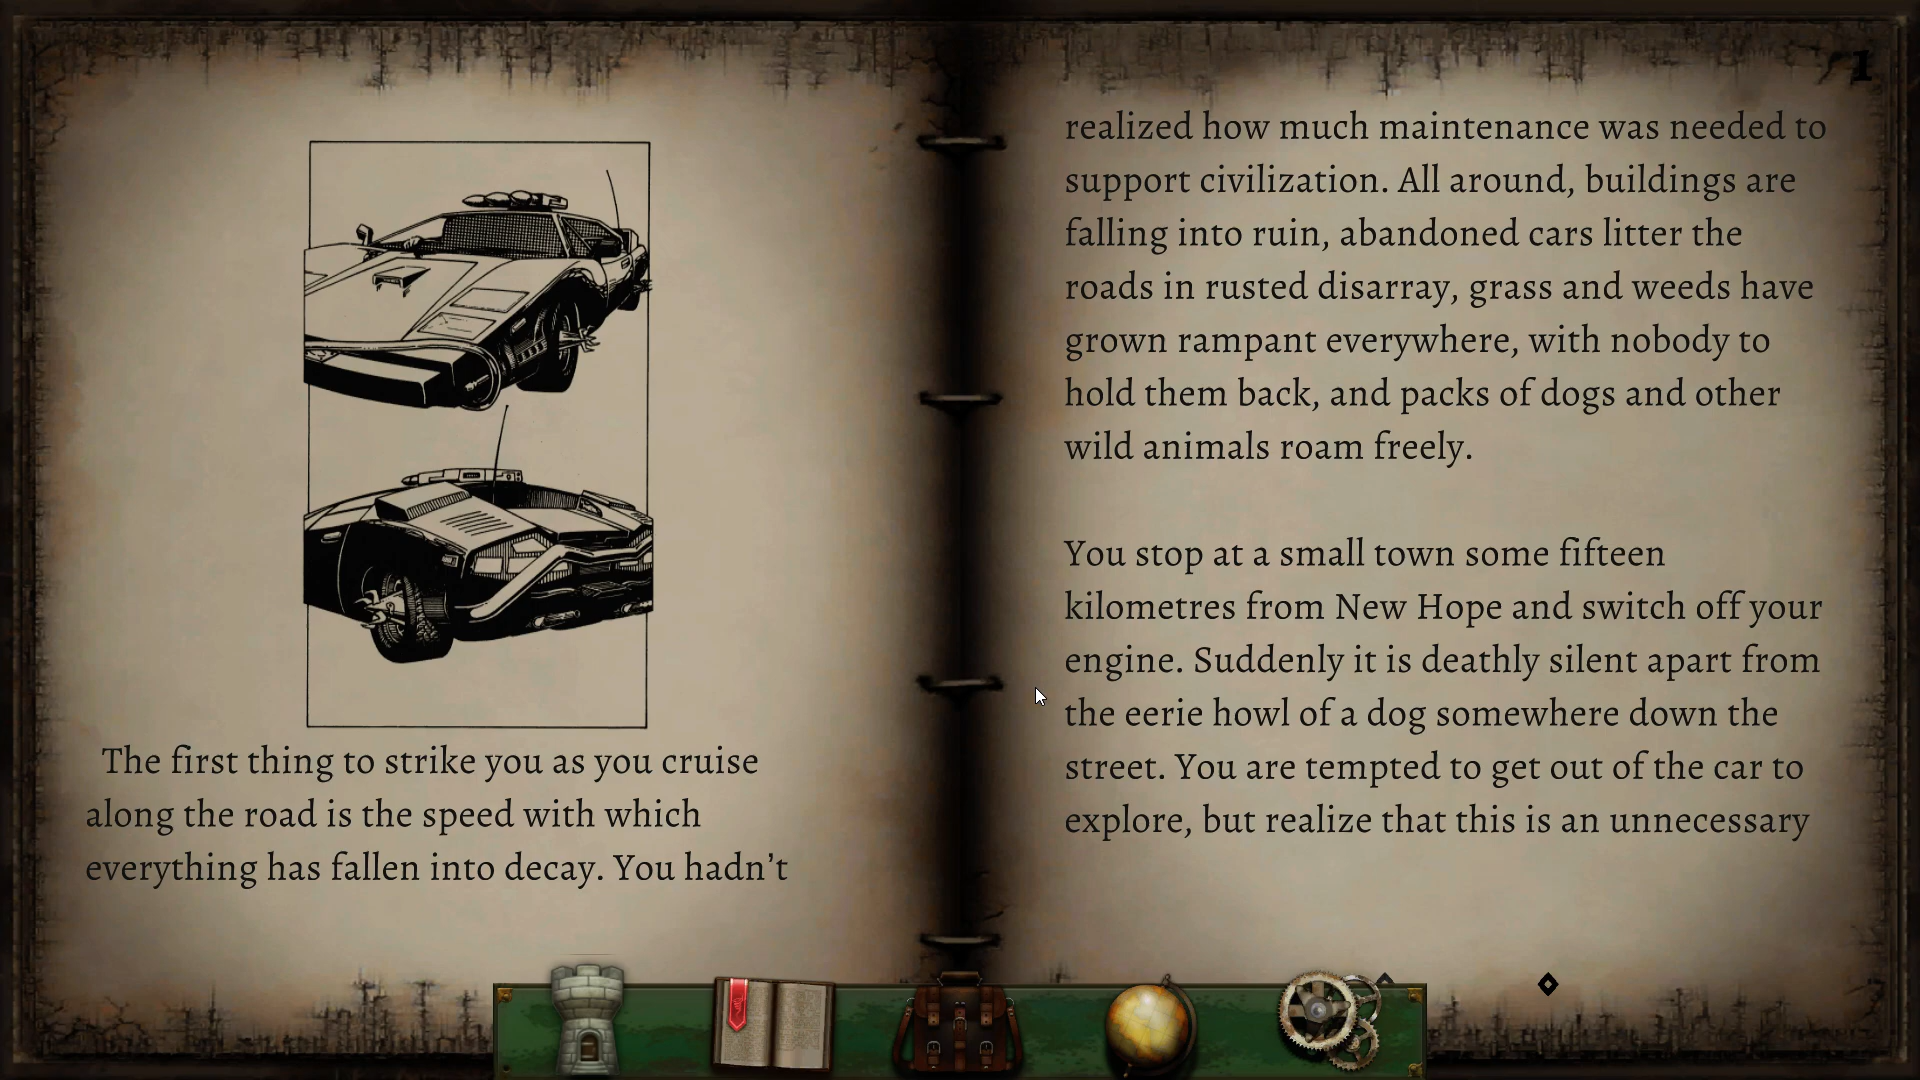 1
The first thing to strike you as you cruise
along the road is the speed with which
everything has fallen into decay. You hadn’t
realized how much maintenance was needed to
support civilization. All around, buildings are
falling into ruin, abandoned cars litter the
roads in rusted disarray, grass and weeds have
grown rampant everywhere, with nobody to
hold them back, and packs of dogs and other
wild animals roam freely.
You stop at a small town some fifteen
kilometres from New Hope and switch off your
engine. Suddenly it is deathly silent apart from
the eerie howl of a dog somewhere down the
street. You are tempted to get out of the car to
explore, but realize that this is an unnecessary